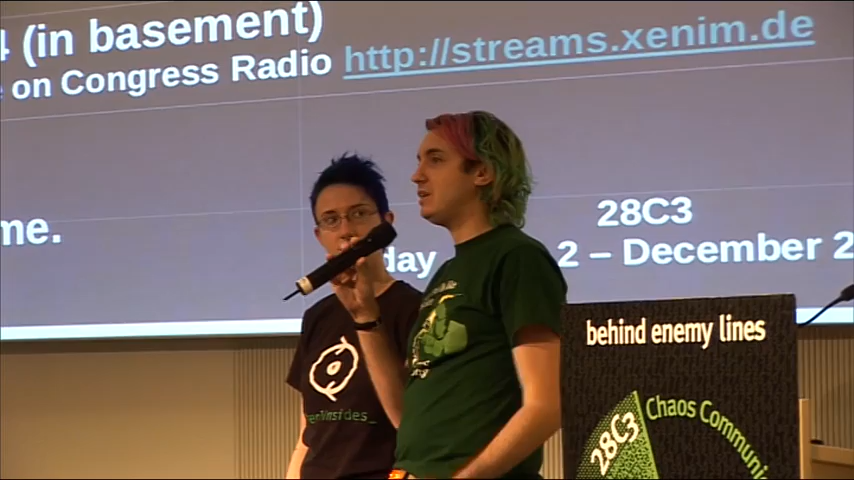 4 (in basement!)
http://streams.xenim.de
e on Congress Radio
me.
28C3
day 2 – December 2
behind enemy lines
28C3
Chaos Communi